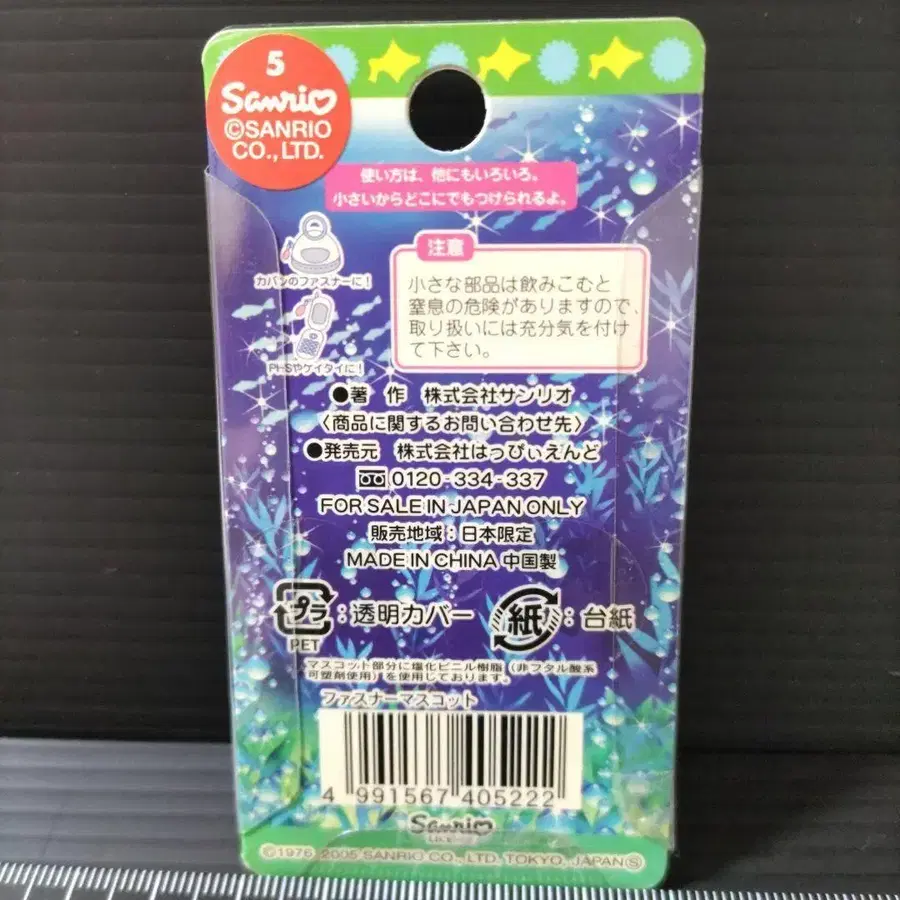 5
Sanrio
©SANRIO
CO., LTD.
使い方は、他にもいろいろ。
小さいからどこにでもつけられるよ。
カバンのファスナーに!
PHSやケイタイに!
注意
小さな部品は飲みこむと
窒息の危険がありますので、
取り扱いには充分気を付け
て下さい。
●著 作 株式会社サンリオ
〈商品に関するお問い合わせ先〉
●発売元 株式会社はっぴぃえんど
0120-334-337
FOR SALE IN JAPAN ONLY
販売地域:日本限定
MADE IN CHINA 中国製
プラ:透明カバー
PET
紙:台紙
マスコット部分に塩化ビニル樹脂(非フタル酸系
可塑剤使用)を使用しております。
ファスナーマスコット
4 991567 405222
Sanrio
©1976, 2005 SANRIO CO., LTD. TOKYO, JAPAN Ⓢ